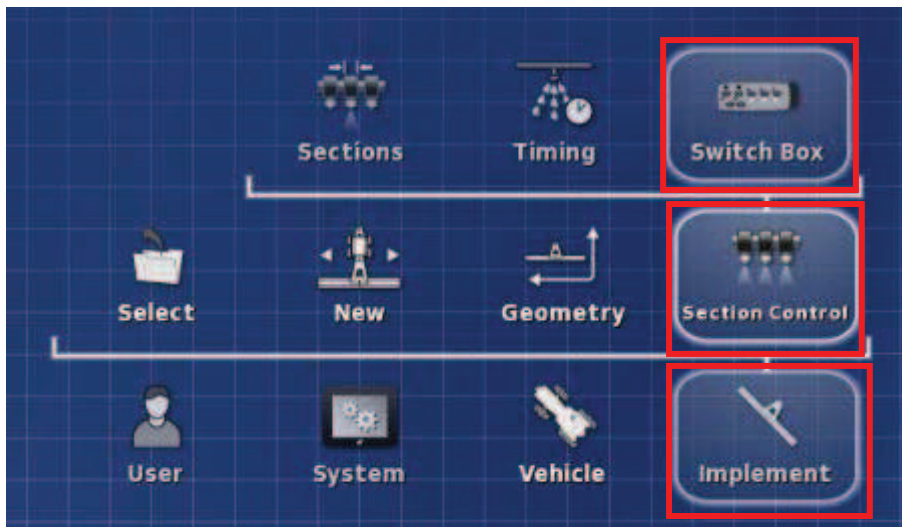 Sections Timing Switch Box
Select New Geometry Section Control
User System Vehicle Implement